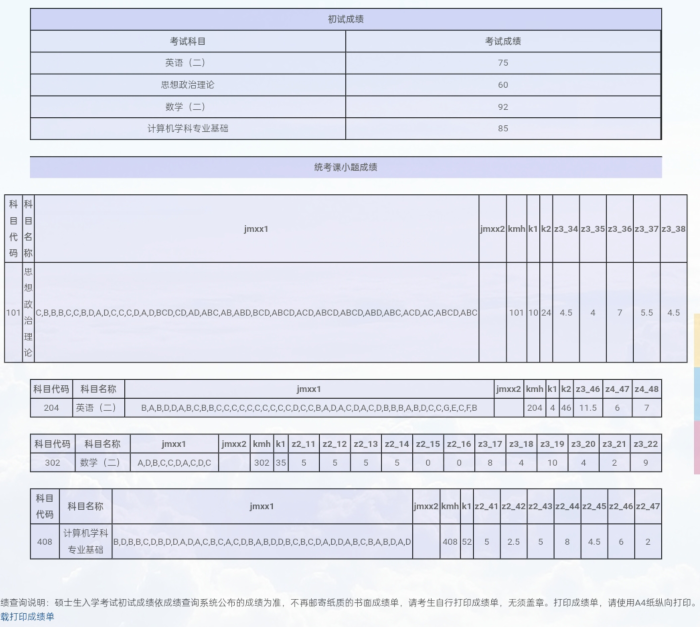 初试成绩
考试科目 考试成绩
英语（二） 75
思想政治理论 60
数学（二） 92
计算机学科专业基础 85
统考课小题成绩
科目代码 科目名称 jmxx1 jmxx2 kmh k1 k2 z3_34 z3_35 z3_36 z3_37 z3_38
101 思想政治理论 C,B,B,B,C,C,B,D,A,D,C,C,C,D,A,D,BCD,CD,AD,ABC,AB,ABD,BCD,ABCD,ACD,ABCD,ABCD,ABD,ABC,ACD,AC,ABCD,ABC 101 10 24 4.5 4 7 5.5 4.5
科目代码 科目名称 jmxx1 jmxx2 kmh k1 k2 z3_46 z4_47 z4_48
204 英语（二） B,A,B,D,D,A,B,C,B,B,C,C,C,C,C,C,C,C,C,C,D,C,C,B,A,D,A,C,D,A,C,D,B,B,B,A,B,D,C,C,G,E,C,F,B 204 4 46 11.5 6 7
科目代码 科目名称 jmxx1 jmxx2 kmh k1 z2_11 z2_12 z2_13 z2_14 z2_15 z2_16 z3_17 z3_18 z3_19 z3_20 z3_21 z3_22
302 数学（二） A,D,B,C,C,D,A,C,D,C 302 35 5 5 5 5 0 0 8 4 10 4 2 9
科目代码 科目名称 jmxx1 jmxx2 kmh k1 z2_41 z2_42 z2_43 z2_44 z2_45 z2_46 z2_47
408 计算机学科专业基础 B,D,B,B,C,D,B,D,D,A,D,A,C,B,C,A,C,D,B,A,B,D,D,B,C,B,C,D,A,D,D,A,B,C,B,A,B,D,A,D 408 52 5 2.5 5 8 4.5 6 2
绩查询说明：硕士生入学考试初试成绩依成绩查询系统公布的成绩为准，不再邮寄纸质的书面成绩单，请考生自行打印成绩单，无须盖章。打印成绩单，请使用A4纸纵向打印。
载打印成绩单